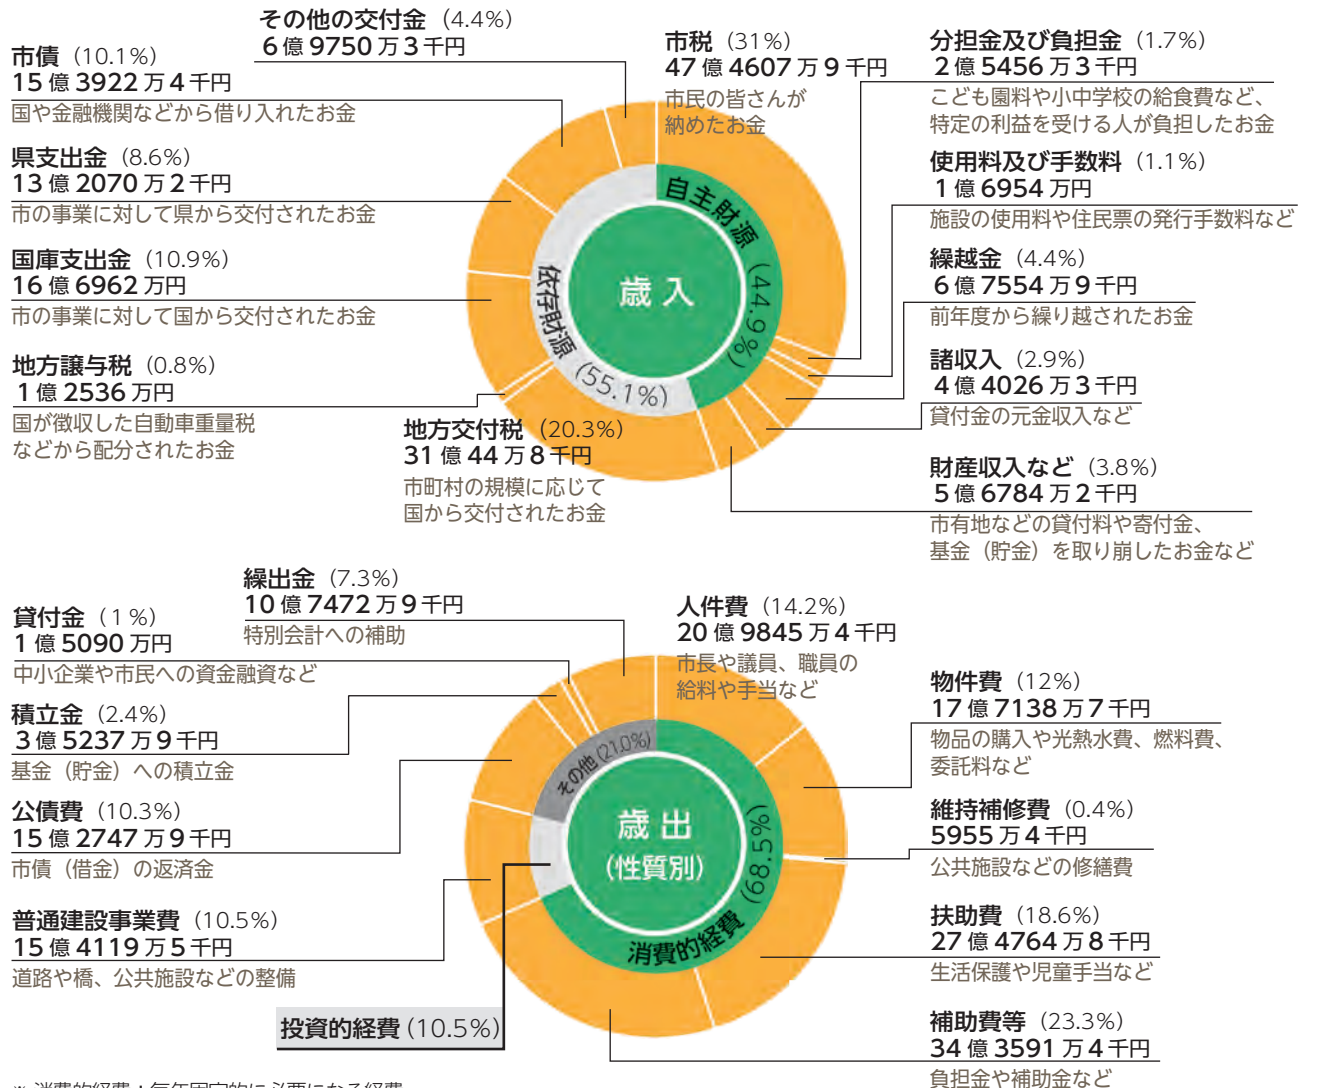 その他の交付金（4.4%）
6億9750万3千円
市債（10.1%）
15億3922万4千円
国や金融機関などから借り入れたお金
県支出金（8.6%）
13億2070万2千円
市の事業に対して県から交付されたお金
国庫支出金（10.9%）
16億6962万円
市の事業に対して国から交付されたお金
地方譲与税（0.8%）
1億2536万円
国が徴収した自動車重量税
などから配分されたお金
地方交付税（20.3%）
31億44万8千円
市町村の規模に応じて
国から交付されたお金
市税（31%）
47億4607万9千円
市民の皆さんが
納めたお金
分担金及び負担金（1.7%）
2億5456万3千円
こども園料や小中学校の給食費など、
特定の利益を受ける人が負担したお金
使用料及び手数料（1.1%）
1億6954万円
施設の使用料や住民票の発行手数料など
繰越金（4.4%）
6億7554万9千円
前年度から繰り越されたお金
諸収入（2.9%）
4億4026万3千円
貸付金の元金収入など
財産収入など（3.8%）
5億6784万2千円
市有地などの貸付料や寄付金、
基金（貯金）を取り崩したお金など
自主財源（44.9%）
依存財源（55.1%）
歳入
繰出金（7.3%）
10億7472万9千円
特別会計への補助
貸付金（1%）
1億5090万円
中小企業や市民への資金融資など
積立金（2.4%）
3億5237万9千円
基金（貯金）への積立金
公債費（10.3%）
15億2747万9千円
市債（借金）の返済金
普通建設事業費（10.5%）
15億4119万5千円
道路や橋、公共施設などの整備
投資的経費（10.5%）
人件費（14.2%）
20億9845万4千円
市長や議員、職員の
給料や手当など
物件費（12%）
17億7138万7千円
物品の購入や光熱水費、燃料費、
委託料など
維持補修費（0.4%）
5955万4千円
公共施設などの修繕費
扶助費（18.6%）
27億4764万8千円
生活保護や児童手当など
補助費等（23.3%）
34億3591万4千円
負担金や補助金など
その他（21.0%）
消費的経費（68.5%）
歳出
（性質別）
※消費的経費：毎年固定的に必要になる経費